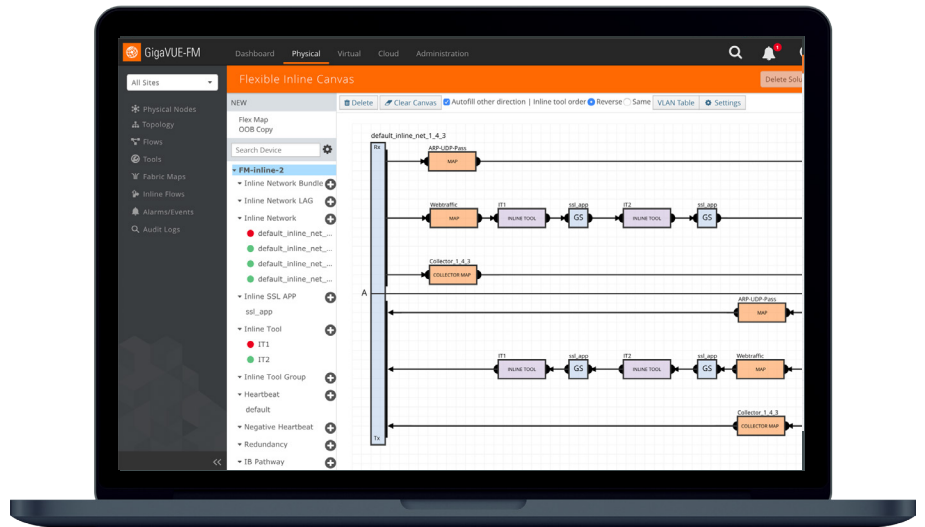 GigaVUE-FM
Dashboard Physical Virtual Cloud Administration
1
All Sites
Flexible Inline Canvas
Delete Solu
NEW
Delete Clear Canvas Autofill other direction | Inline tool order Reverse Same VLAN Table Settings
Physical Nodes
Topology
Flows
Tools
Fabric Maps
Inline Flows
Alarms/Events
Audit Logs
Flex Map
OOB Copy
Search Device
FM-inline-2
Inline Network Bundle
Inline Network LAG
Inline Network
default_inline_net_...
default_inline_net_...
default_inline_net_...
default_inline_net_...
Inline SSL APP
ssl_app
Inline Tool
IT1
IT2
Inline Tool Group
Heartbeat
default
Negative Heartbeat
Redundancy
IB Pathway
default_inline_net_1_4_3
Rx
ARP-UDP-Pass
MAP
Webtraffic IT1 ssl_app IT2 ssl_app
MAP INLINE TOOL GS INLINE TOOL GS
Collector_1_4_3
COLLECTOR MAP
A
ARP-UDP-Pass
MAP
IT1 ssl_app IT2 ssl_app Webtraffic
INLINE TOOL GS INLINE TOOL GS MAP
Collector_1_4_3
COLLECTOR MAP
Tx